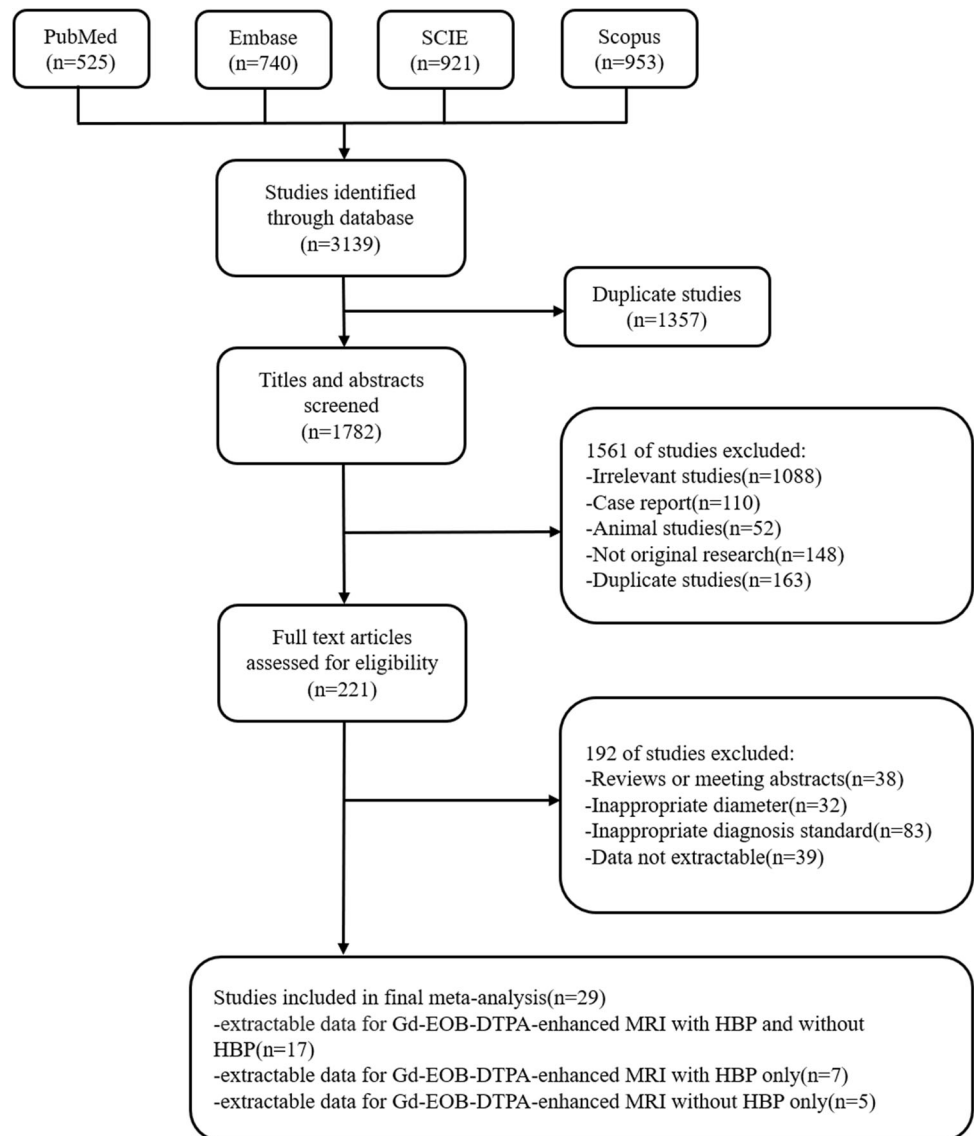 PubMed
(n=525)
Embase
(n=740)
SCIE
(n=921)
Scopus
(n=953)
Studies identified
through database
(n=3139)
Duplicate studies
(n=1357)
Titles and abstracts
screened
(n=1782)
1561 of studies excluded:
-Irrelevant studies(n=1088)
-Case report(n=110)
-Animal studies(n=52)
-Not original research(n=148)
-Duplicate studies(n=163)
Full text articles
assessed for eligibility
(n=221)
192 of studies excluded:
-Reviews or meeting abstracts(n=38)
-Inappropriate diameter(n=32)
-Inappropriate diagnosis standard(n=83)
-Data not extractable(n=39)
Studies included in final meta-analysis(n=29)
-extractable data for Gd-EOB-DTPA-enhanced MRI with HBP and without
HBP(n=17)
-extractable data for Gd-EOB-DTPA-enhanced MRI with HBP only(n=7)
-extractable data for Gd-EOB-DTPA-enhanced MRI without HBP only(n=5)